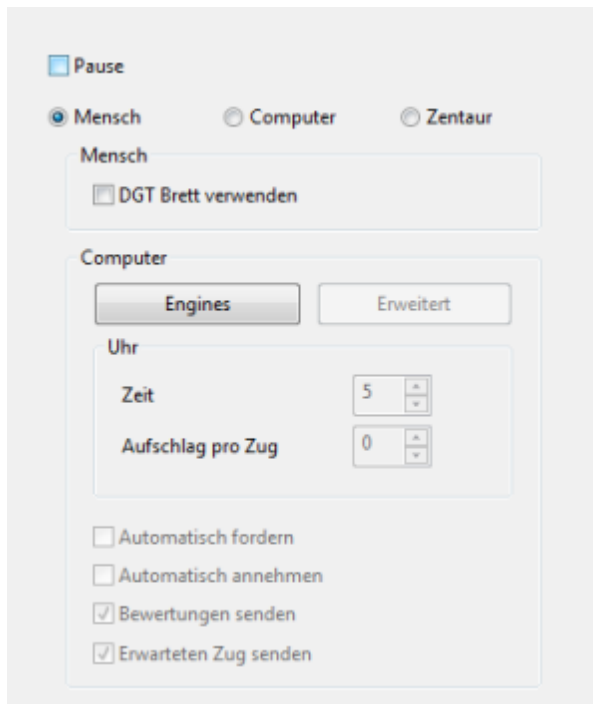 Pause
Mensch Computer Zentaur
Mensch
DGT Brett verwenden
Computer
Engines Erweitert
Uhr
Zeit 5
Aufschlag pro Zug 0
Automatisch fordern
Automatisch annehmen
Bewertungen senden
Erwarteten Zug senden